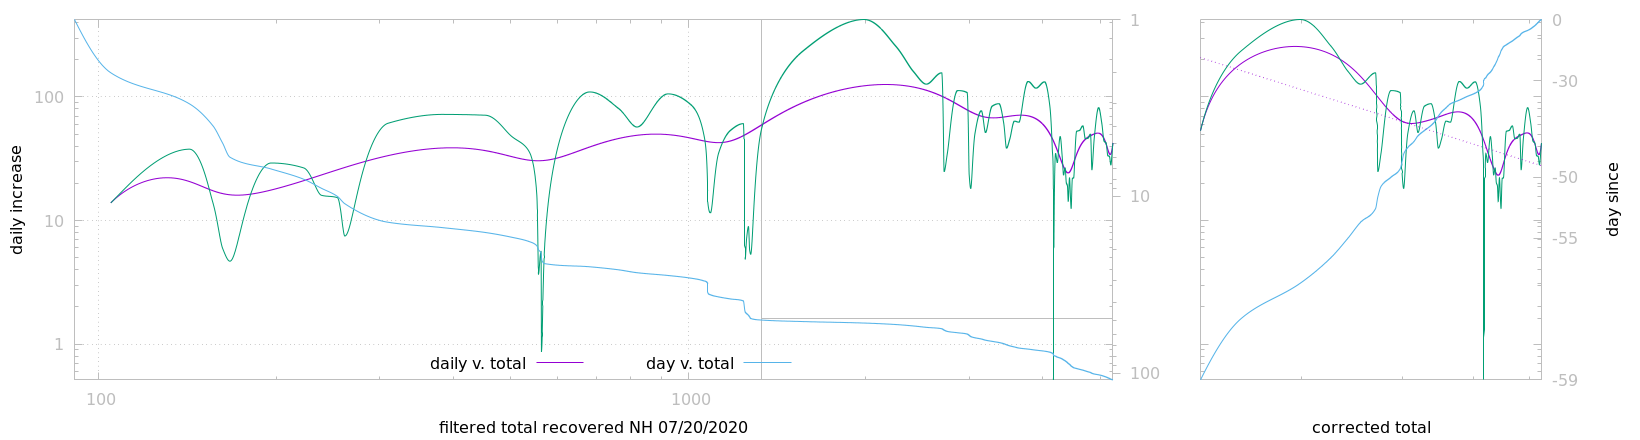 daily increase
100
10
1
100
1000
1
10
100
daily v. total
day v. total
filtered total recovered NH 07/20/2020
0
-30
-50
-55
-59
day since
corrected total